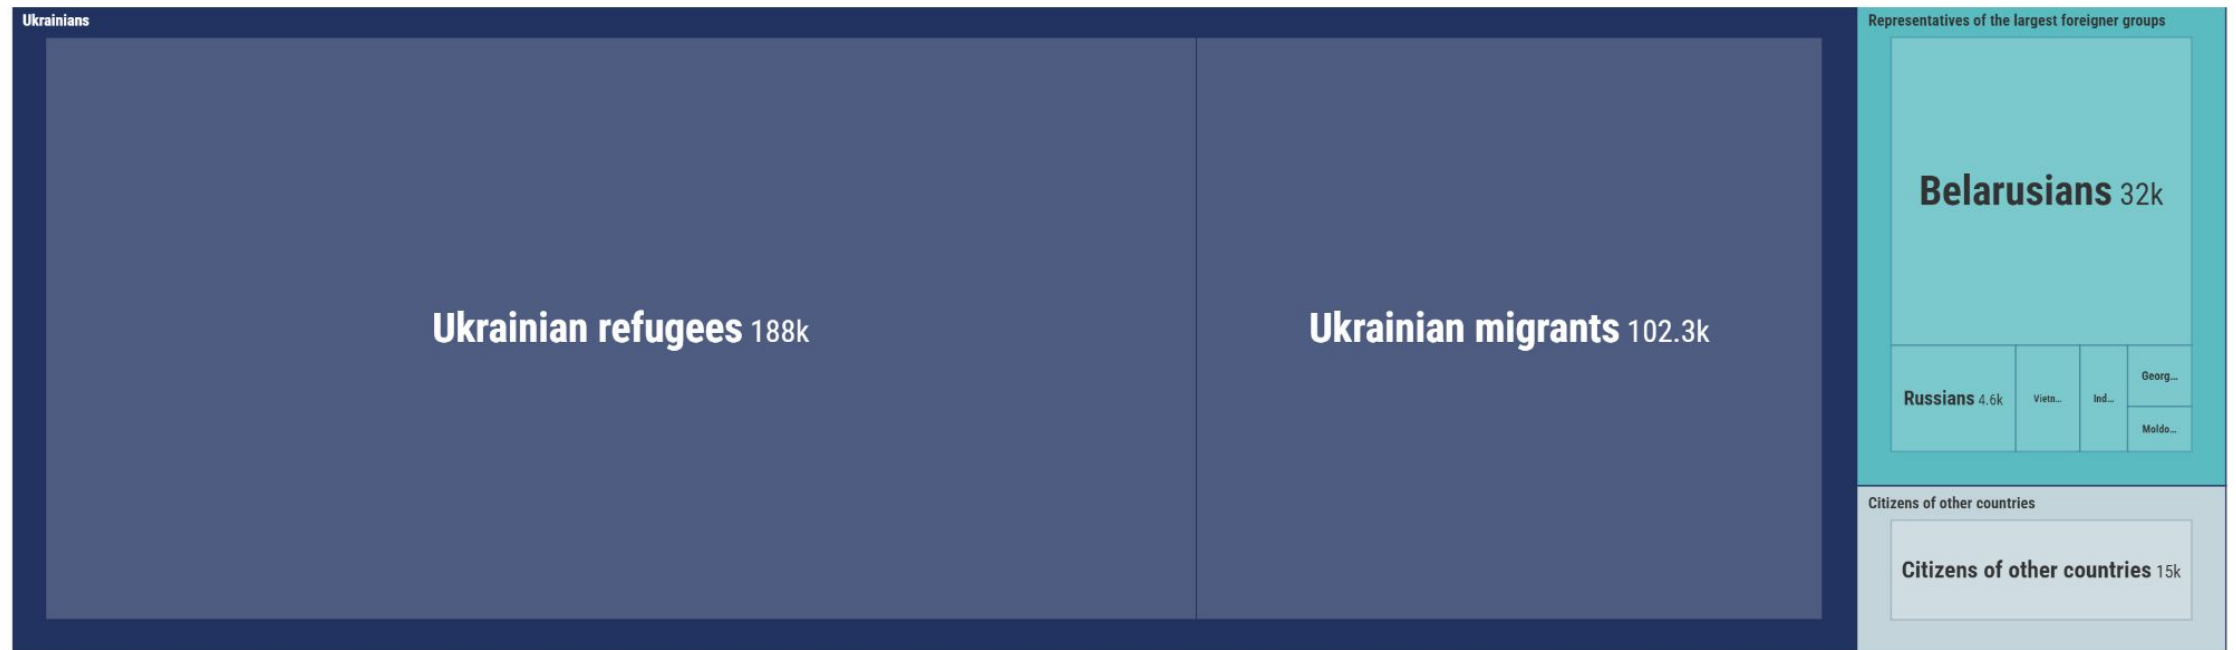 Ukrainians
Ukrainian refugees 188k
Ukrainian migrants 102.3k
Representatives of the largest foreigner groups
Belarusians 32k
Russians 4.6k
Vietn...
Ind...
Georg...
Moldo...
Citizens of other countries
Citizens of other countries 15k